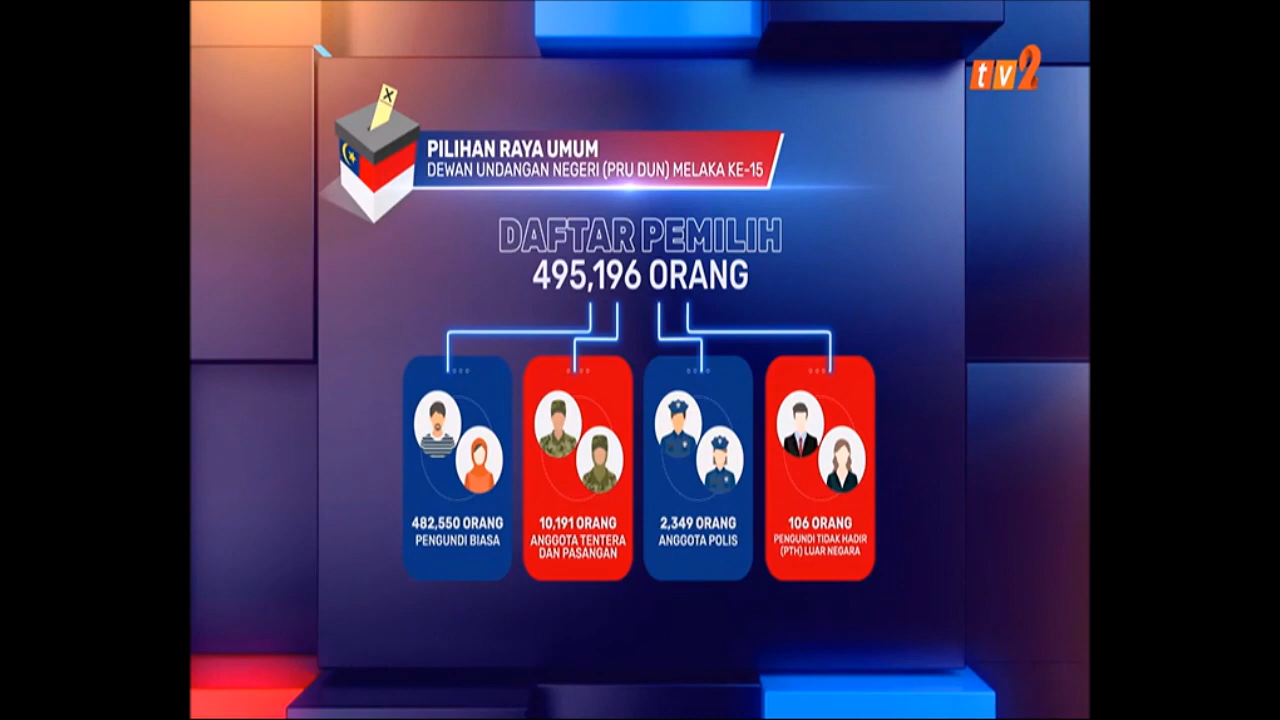 tv2
X
PILIHAN RAYA UMUM
DEWAN UNDANGAN NEGERI (PRU DUN) MELAKA KE-15
DAFTAR PEMILIH
495,196 ORANG
482,550 ORANG
PENGUNDI BIASA
10,191 ORANG
ANGGOTA TENTERA
DAN PASANGAN
2,349 ORANG
ANGGOTA POLIS
106 ORANG
PENGUNDI TIDAK HADIR
(PTH) LUAR NEGARA